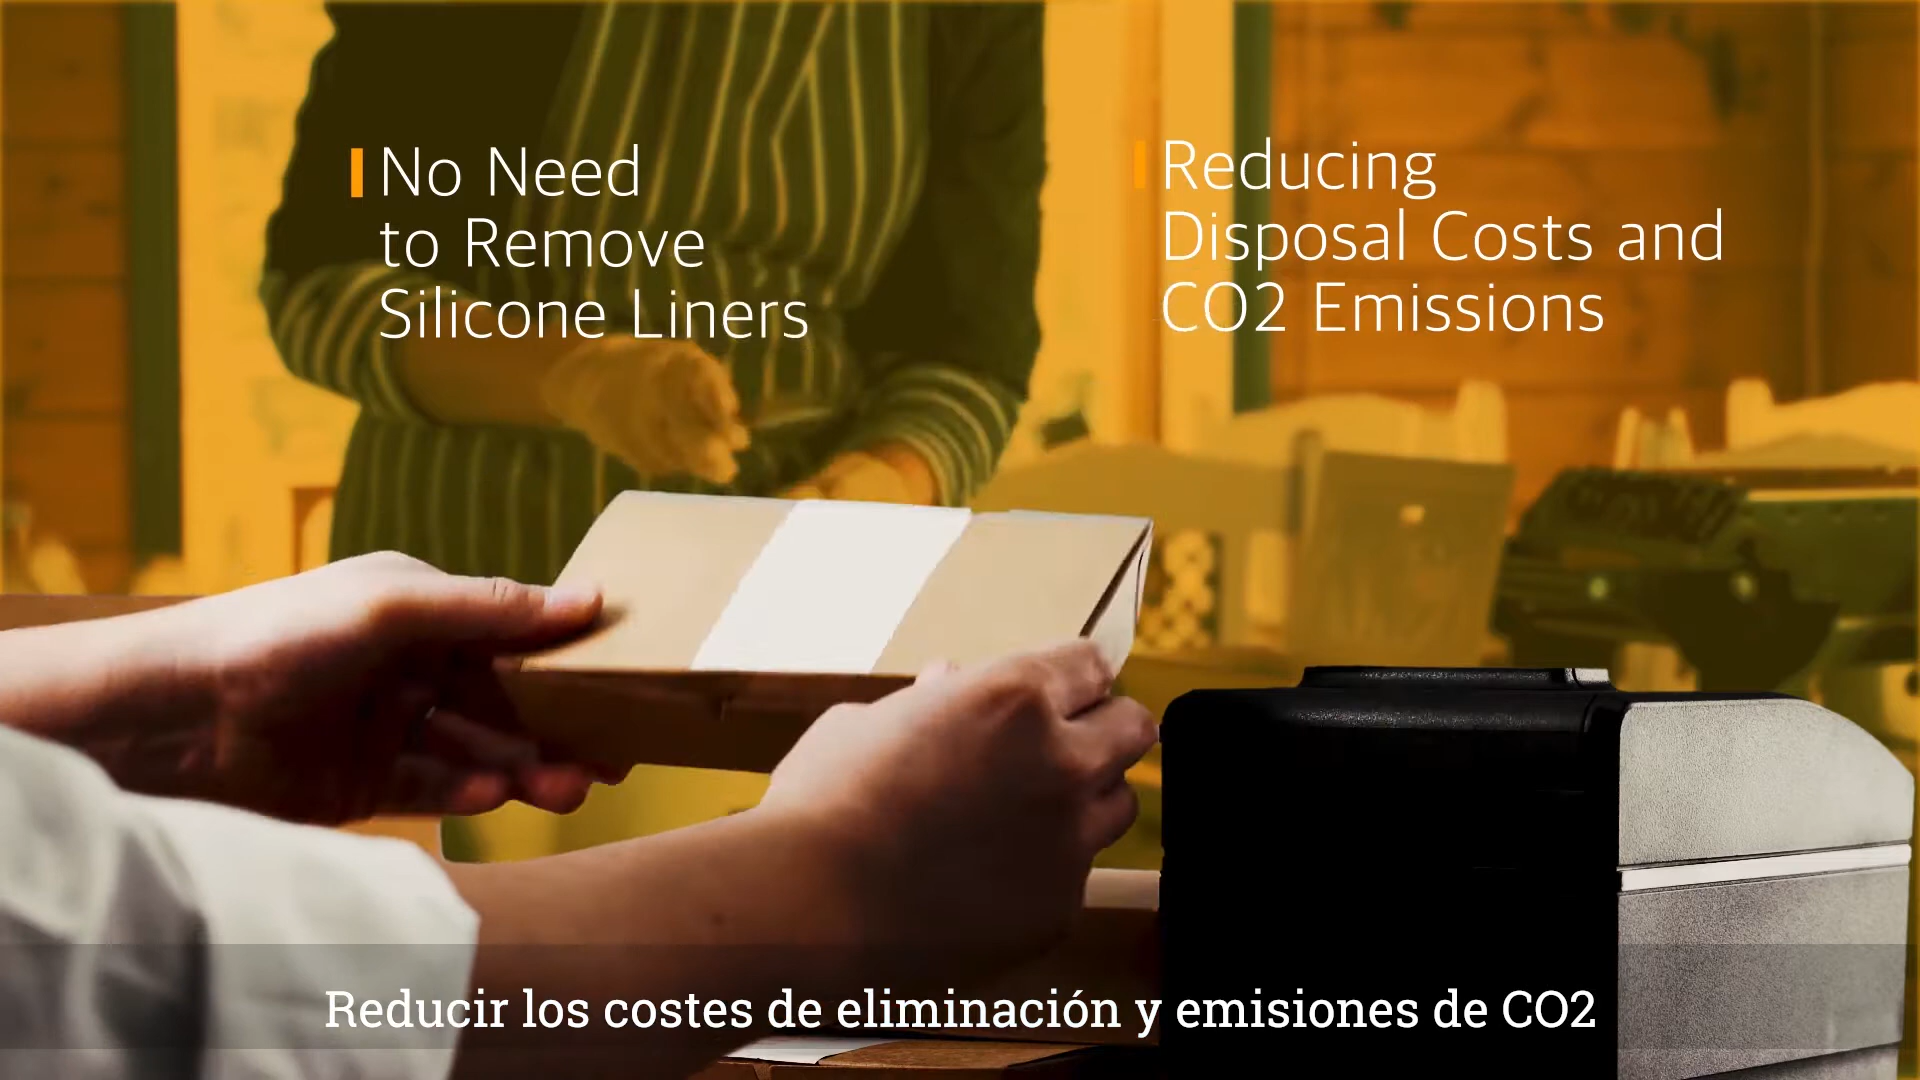 No Need
to Remove
Silicone Liners
Reducing
Disposal Costs and
CO2 Emissions
Reducir los costes de eliminación y emisiones de CO2